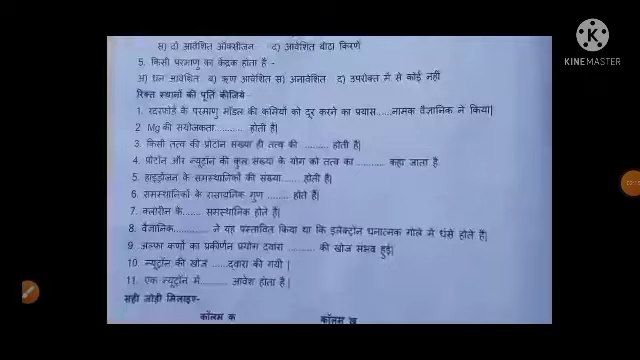 स) दो आवेशित ऑक्सीजन द) आवेशित बीटा किरणें
5. किसी परमाणु का केंद्रक होता है -
अ) धन आवेशित ब) ऋण आवेशित स) अनावेशित द) उपरोक्त में से कोई नहीं
रिक्त स्थानों की पूर्ति कीजिये -
1. रदरफोर्ड के परमाणु मॉडल की कमियों को दूर करने का प्रयास......नामक वैज्ञानिक ने किया|
2 Mg की संयोजकता.......... होती है|
3. किसी तत्व की प्रोटॉन संख्या ही तत्व की ......... होती है|
4. प्रोटॉन और न्यूट्रॉन की कुल संख्या के योग को तत्व का .......... कहा जाता है
5. हाइड्रोजन के समस्थानिकों की संख्या...... होती है|
6. समस्थानिकों के रासायनिक गुण ........ होते हैं|
7. क्लोरीन के....... समस्थानिक होते हैं|
8. वैज्ञानिक............. ने यह प्रस्तावित किया था कि इलेक्ट्रॉन धनात्मक गोले में धंसे होते हैं|
9. अल्फा कणों का प्रकीर्णन प्रयोग द्वारा .......... की खोज संभव हुई|
10. न्यूट्रॉन की खोज ......द्वारा की गयी |
11. एक न्यूट्रॉन में.......... आवेश होता है|
सही जोड़ी मिलाइए-
कॉलम क कॉलम ख
KINEMASTER